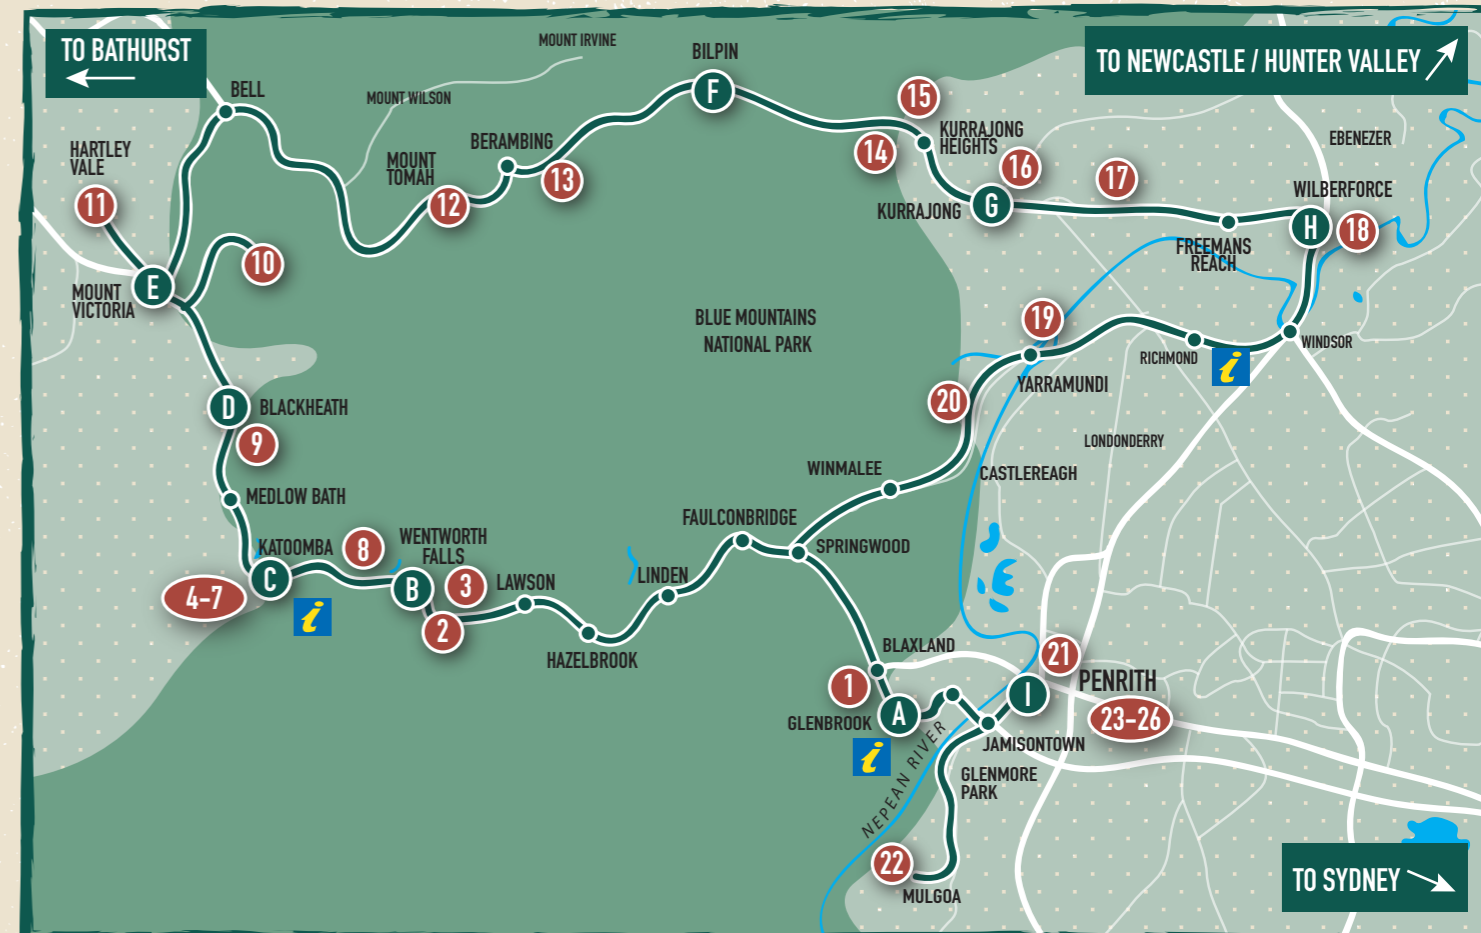 TO BATHURST
MOUNT IRVINE
BILPIN
TO NEWCASTLE / HUNTER VALLEY
BELL
MOUNT WILSON
F
15
KURRAJONG
HEIGHTS
EBENEZER
HARTLEY
VALE
BERAMBING
MOUNT
TOMAH
14
16
17
13
WILBERFORCE
11
12
KURRAJONG
G
H
18
FREEMANS
REACH
10
E
MOUNT
VICTORIA
BLUE MOUNTAINS
NATIONAL PARK
19
WINDSOR
RICHMOND
i
YARRAMUNDI
20
D
BLACKHEATH
9
LONDONDERRY
WINMALEE
CASTLEREAGH
MEDLOW BATH
FAULCONBRIDGE
SPRINGWOOD
KATOOMBA
8
WENTWORTH
FALLS
C
B
3
LAWSON
LINDEN
4-7
i
2
HAZELBROOK
BLAXLAND
21
PENRITH
1
I
GLENBROOK
A
23-26
i
NEPEAN RIVER
JAMISONTOWN
GLENMORE
PARK
22
MULGOA
TO SYDNEY